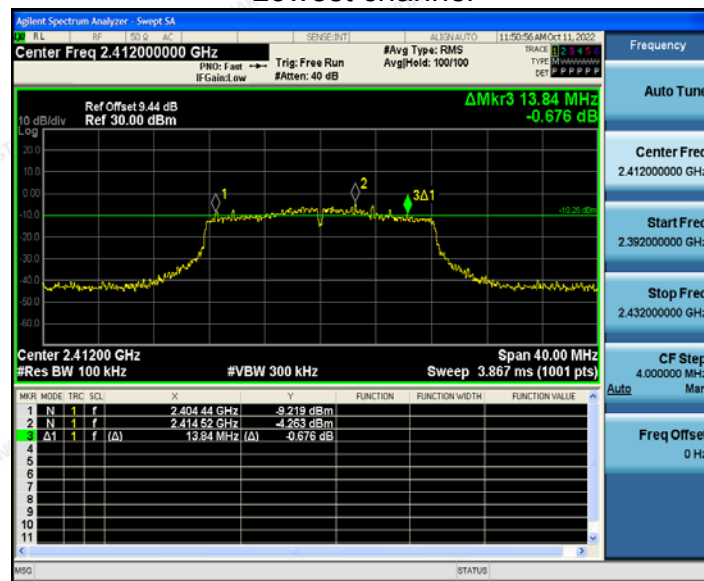 Lowest channel
Agilent Spectrum Analyzer - Swept SA
RL RF 50 Ω AC SENSE:INT ALIGN AUTO 11:50:56 AM Oct 11, 2022
Center Freq 2.412000000 GHz
PNO: Fast
IFGain:Low
Trig: Free Run
#Atten: 40 dB
#Avg Type: RMS
Avg|Hold: 100/100
TRACE 1 2 3 4 5 6
TYPE M
DET P P P P P P
Frequency
Ref Offset 9.44 dB
Ref 30.00 dBm
10 dB/div
Log
ΔMkr3 13.84 MHz
-0.676 dB
Auto Tune
20.0
10.0
0.00
-10.0
-20.0
-30.0
-40.0
-50.0
-60.0
1
2
3Δ1
-10.26 dBm
Center Freq
2.412000000 GHz
Start Freq
2.392000000 GHz
Stop Freq
2.432000000 GHz
Center 2.41200 GHz
Span 40.00 MHz
#Res BW 100 kHz
#VBW 300 kHz
Sweep 3.867 ms (1001 pts)
CF Step
4.000000 MHz
Auto Man
MKR MODE TRC SCL X Y FUNCTION FUNCTION WIDTH FUNCTION VALUE
1 N 1 f 2.404 44 GHz -9.219 dBm
2 N 1 f 2.414 52 GHz -4.263 dBm
3 Δ1 1 f (Δ) 13.84 MHz (Δ) -0.676 dB
4
5
6
7
8
9
10
11
Freq Offset
0 Hz
MSG STATUS